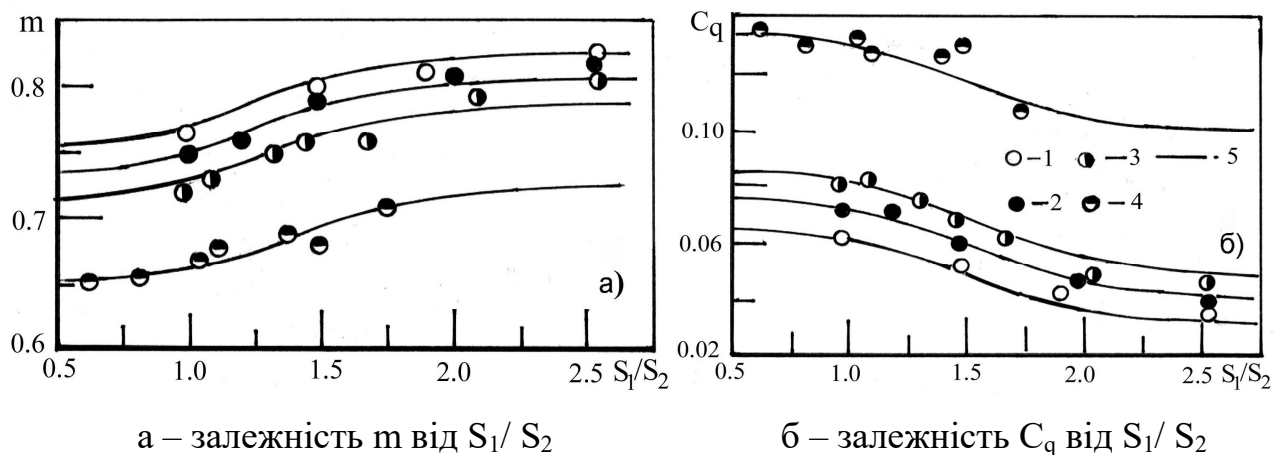 m
0.8
0.7
0.6
0.5
1.0
1.5
2.0
2.5
S₁/S₂
а)
C_q
0.10
0.06
0.02
0.5
1.0
1.5
2.0
2.5
S₁/S₂
–1
–3
5
–2
–4
б)
а – залежність m від S₁/ S₂
б – залежність C_q від S₁/ S₂